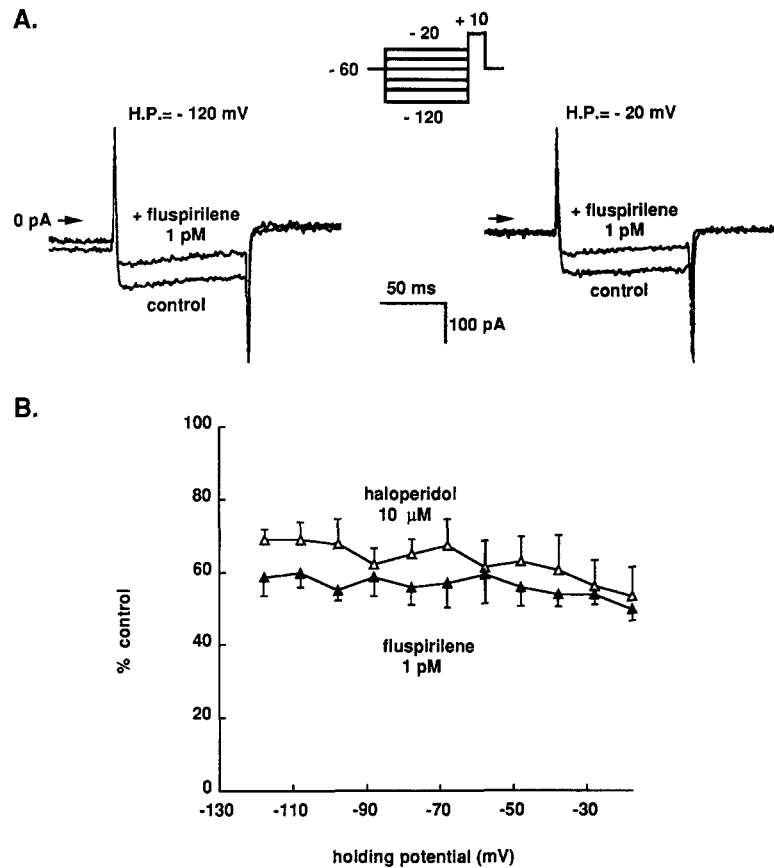 A.
+ 10
- 20
- 60
- 120
H.P.= - 120 mV
H.P.= - 20 mV
0 pA
+ fluspirilene
1 pM
control
+ fluspirilene
1 pM
control
50 ms
100 pA
B.
100
80
60
40
20
0
% control
haloperidol
10 µM
fluspirilene
1 pM
-130 -110 -90 -70 -50 -30
holding potential (mV)